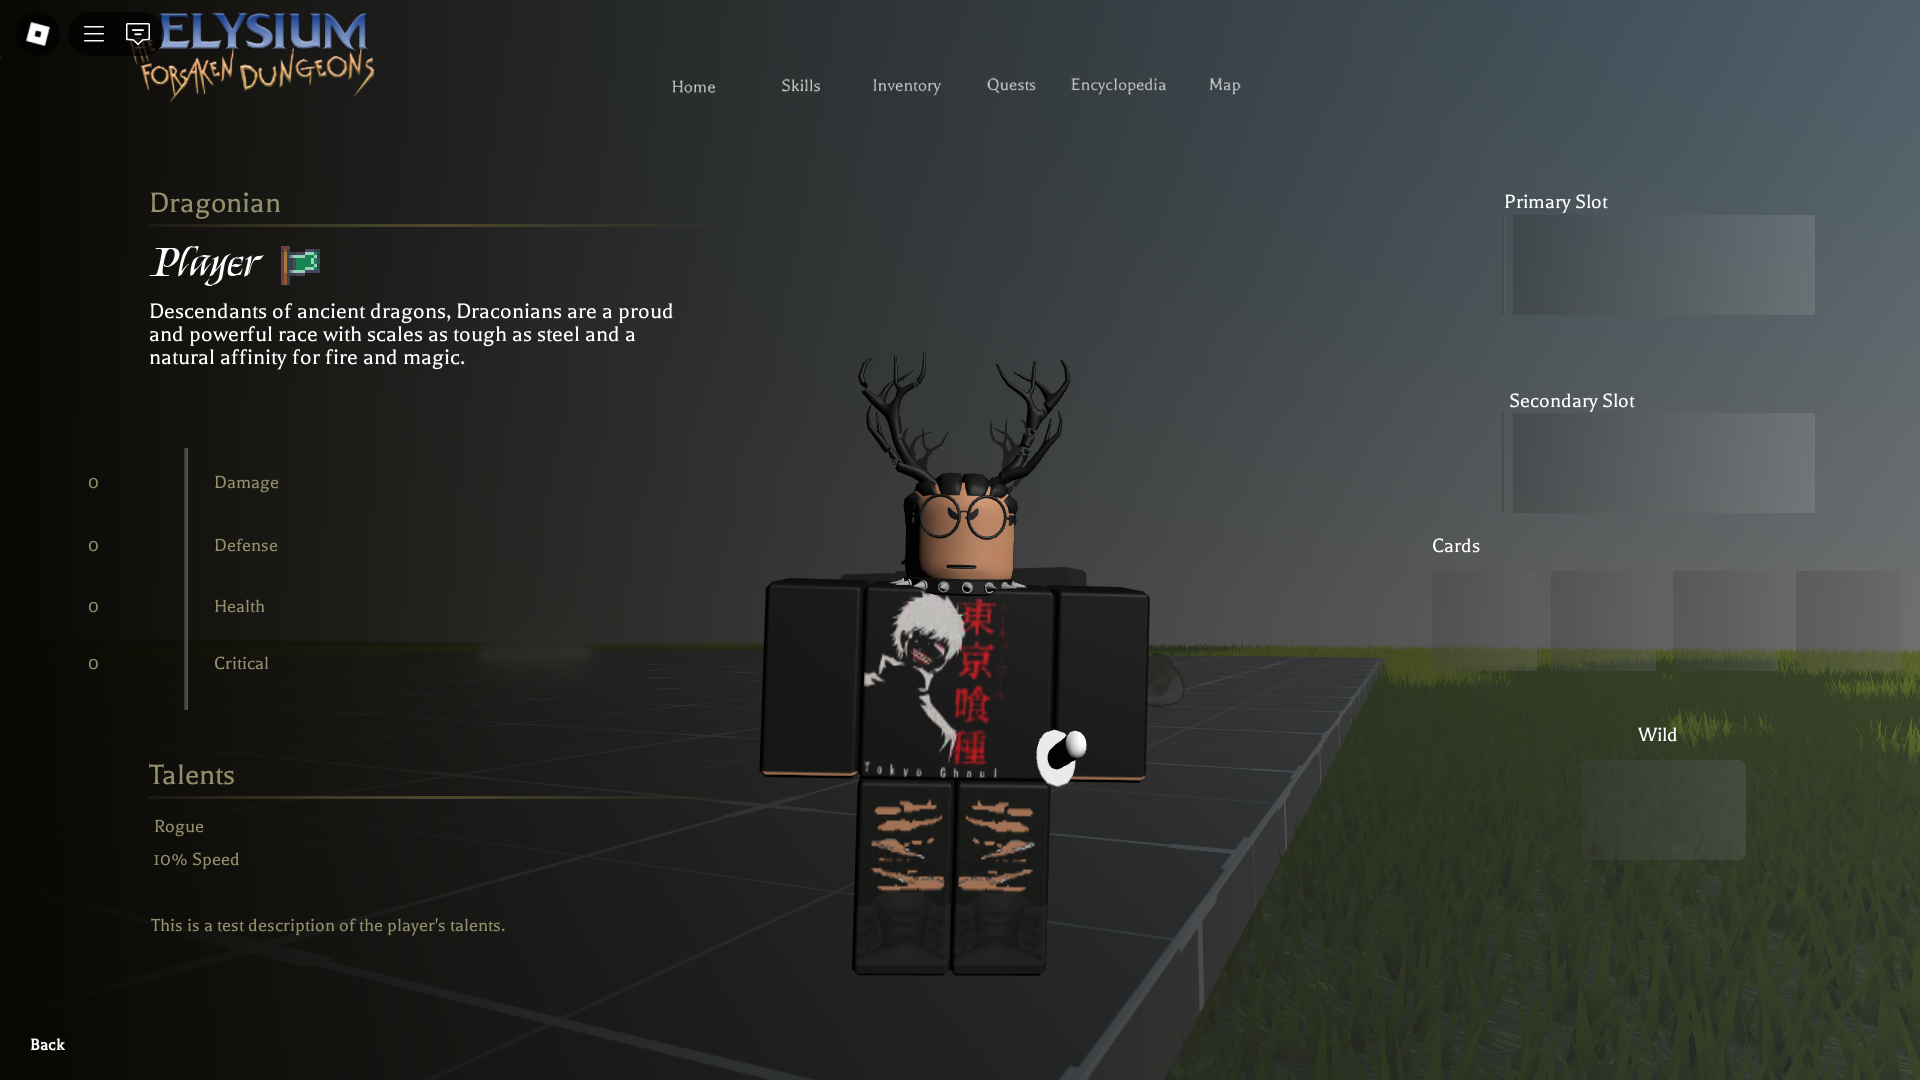 ELYSIUM
FORSAKEN DUNGEONS
Home
Skills
Inventory
Quests
Encyclopedia
Map
Dragonian
Player
Descendants of ancient dragons, Draconians are a proud
and powerful race with scales as tough as steel and a
natural affinity for fire and magic.
0 Damage
0 Defense
0 Health
0 Critical
Talents
Rogue
10% Speed
This is a test description of the player's talents.
Back
東京喰種
Tokyo Ghoul
Primary Slot
Secondary Slot
Cards
Wild